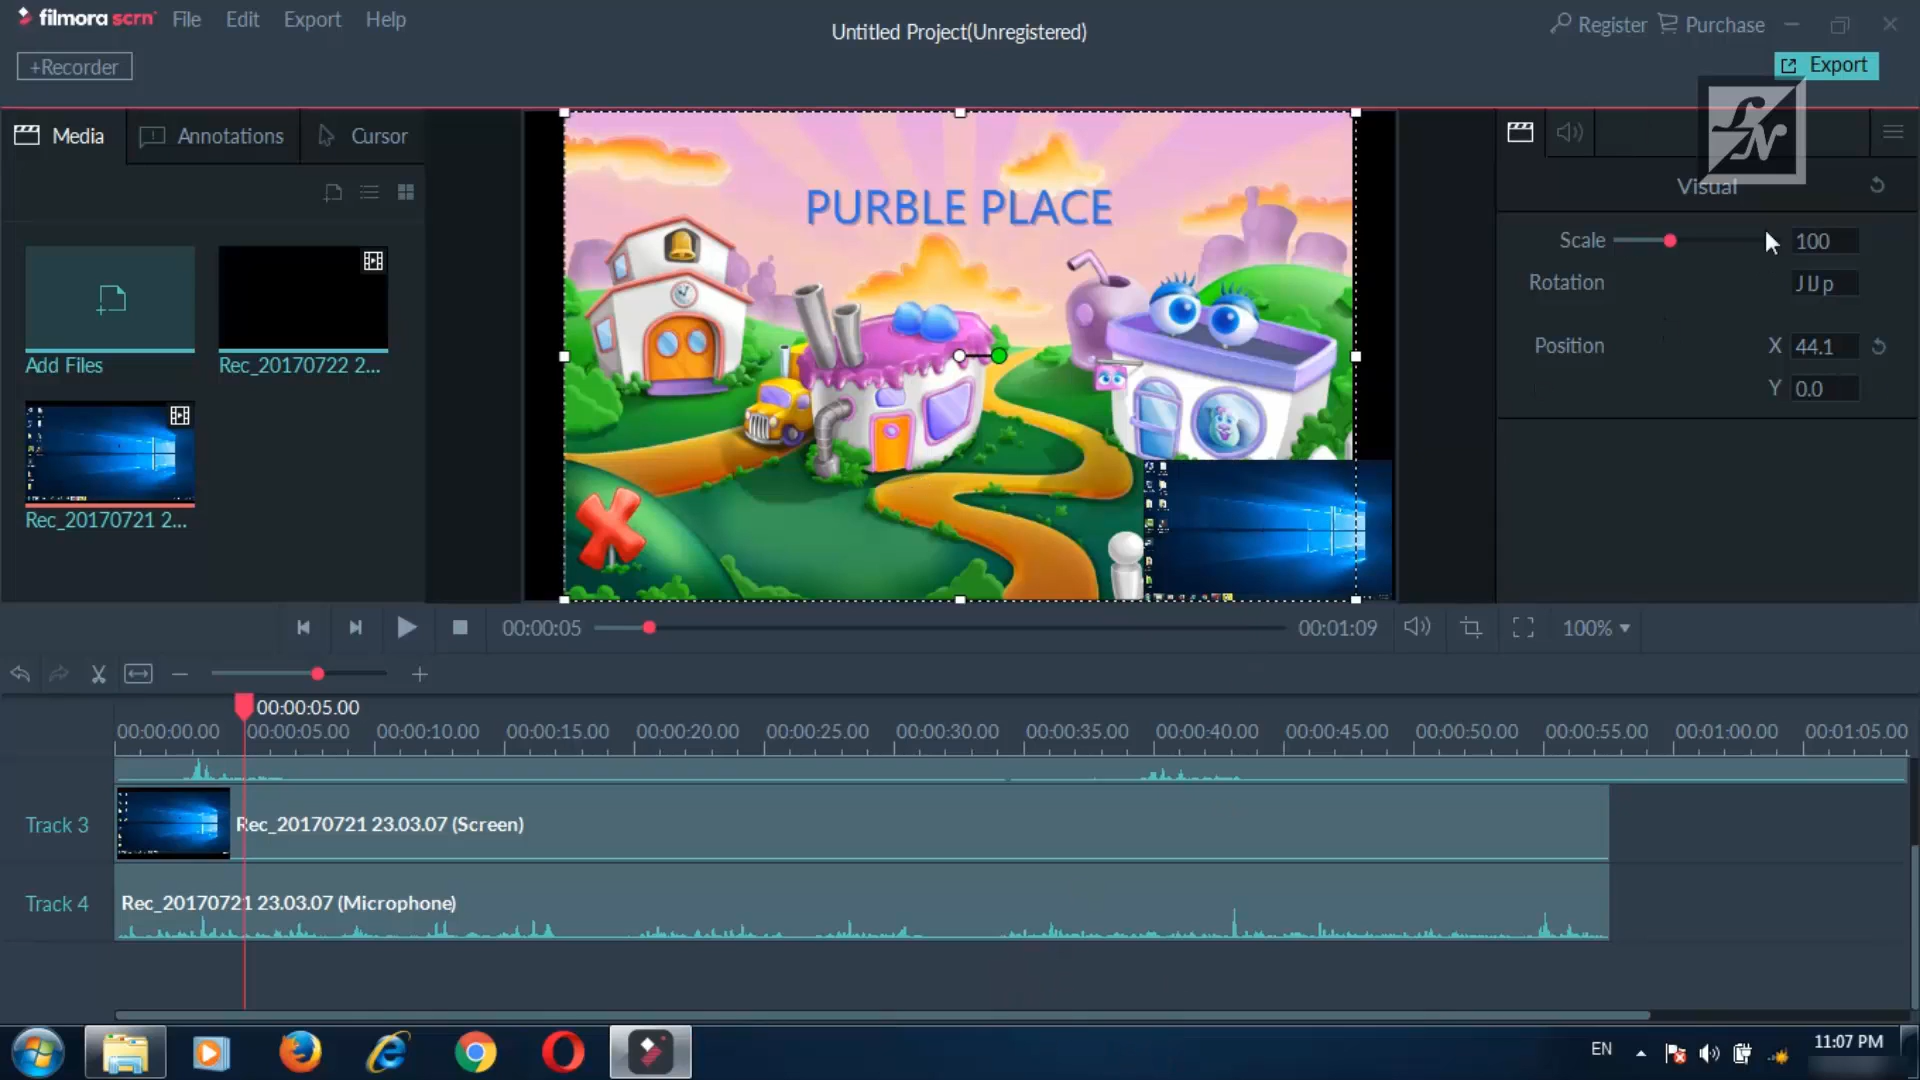 filmora scrn File Edit Export Help
Untitled Project(Unregistered)
Register Purchase
+Recorder
Export
Media Annotations Cursor
Visual
PURBLE PLACE
Scale 100
Rotation
Position X 44.1
Y 0.0
Add Files Rec_20170722 2...
Rec_20170721 2...
00:00:05 00:01:09 100%
00:00:05.00
00:00:00.00 00:00:05.00 00:00:10.00 00:00:15.00 00:00:20.00 00:00:25.00 00:00:30.00 00:00:35.00 00:00:40.00 00:00:45.00 00:00:50.00 00:00:55.00 00:01:00.00 00:01:05.00
Track 3 Rec_20170721 23.03.07 (Screen)
Track 4 Rec_20170721 23.03.07 (Microphone)
EN 11:07 PM